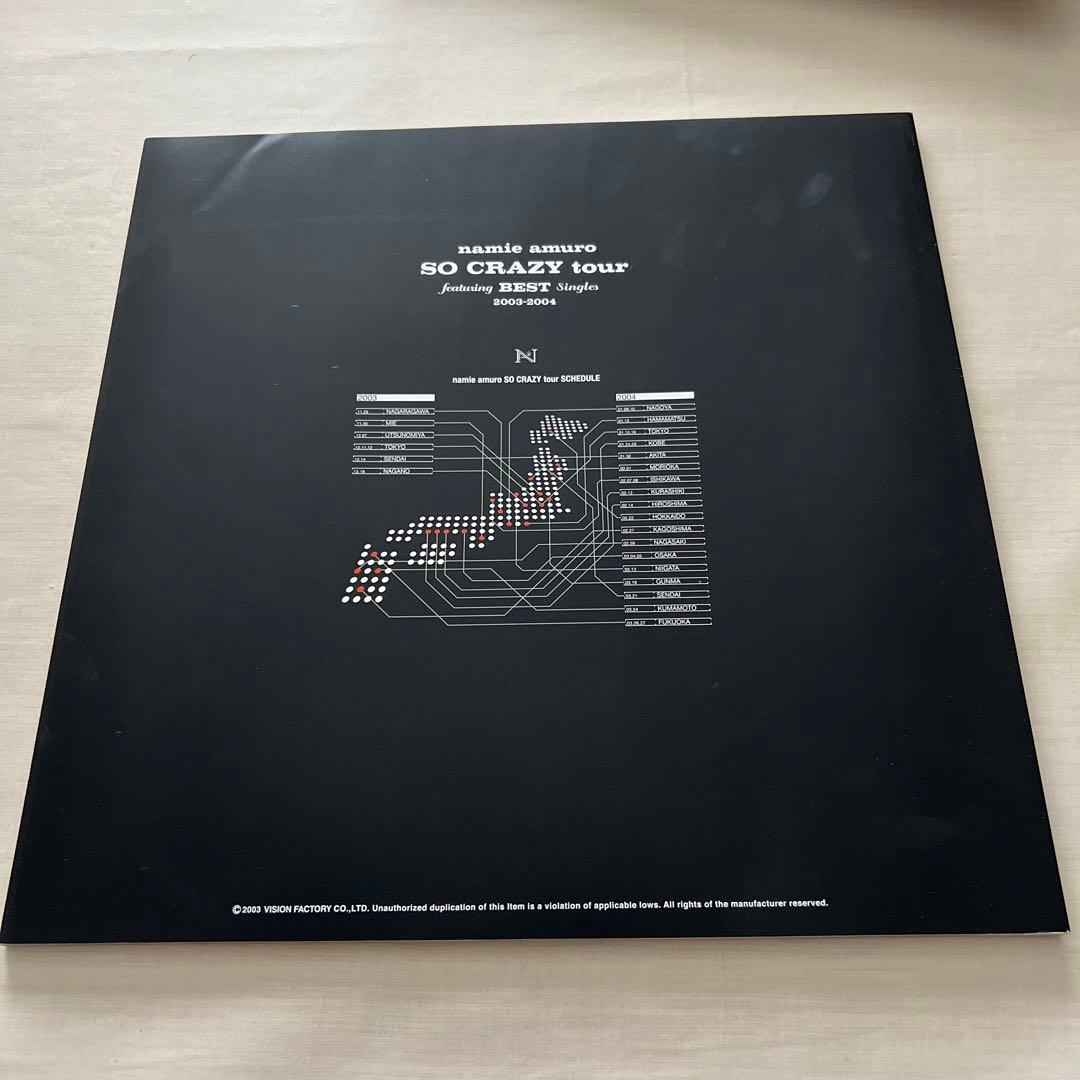 namie amuro
SO CRAZY tour
featuring BEST Singles
2003-2004
N
namie amuro SO CRAZY tour SCHEDULE
2003
11.29 NAGARAGAWA
11.30 MIE
12.07 UTSUNOMIYA
12.11.12 TOKYO
12.14 SENDAI
12.19 NAGANO
2004
01.09.10 NAGOYA
01.12 HAMAMATSU
01.15.16 TOKYO
01.24.25 KOBE
01.30 AKITA
02.01 MORIOKA
02.07.08 ISHIKAWA
02.13 KURASHIKI
02.14 HIROSHIMA
02.22 HOKKAIDO
02.27 KAGOSHIMA
02.29 NAGASAKI
03.04.05 OSAKA
03.13 NIIGATA
03.19 GUNMA
03.21 SENDAI
03.24 KUMAMOTO
03.26.27 FUKUOKA
©2003 VISION FACTORY CO.,LTD. Unauthorized duplication of this Item is a violation of applicable lows. All rights of the manufacturer reserved.